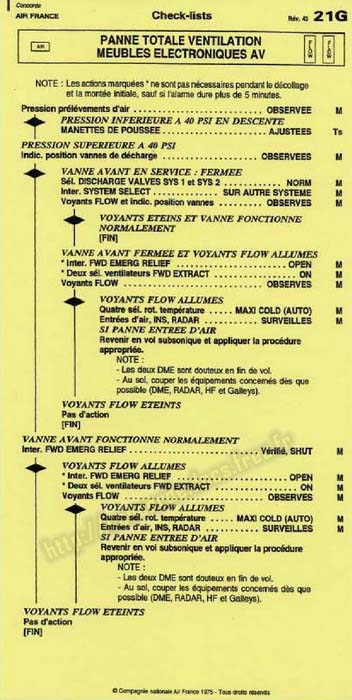 Concorde
AIR FRANCE Check-lists Rév. 43 21G
AIR PANNE TOTALE VENTILATION FLOW FLOW
MEUBLES ELECTRONIQUES AV
NOTE : Les actions marquées * ne sont pas nécessaires pendant le décollage
et la montée initiale, sauf si l'alarme dure plus de 5 minutes.
Pression prélévements d'air ........ OBSERVEE M
PRESSION INFERIEURE A 40 PSI EN DESCENTE
MANETTES DE POUSSEE ........ AJUSTEES Ts
PRESSION SUPERIEURE A 40 PSI
Indic. position vannes de décharge ........ OBSERVEES M
VANNE AVANT EN SERVICE : FERMEE
Sél. DISCHARGE VALVES SYS 1 et SYS 2 ........ NORM M
Inter. SYSTEM SELECT ........ SUR AUTRE SYSTEME M
Voyants FLOW et indic. position vannes ........ OBSERVES M
VOYANTS ETEINS ET VANNE FONCTIONNE
NORMALEMENT
[FIN]
VANNE AVANT FERMEE ET VOYANTS FLOW ALLUMES
* Inter. FWD EMERG RELIEF ........ OPEN M
* Deux sél. ventilateurs FWD EXTRACT ........ ON M
Voyants FLOW ........ OBSERVES M
VOYANTS FLOW ALLUMES
Quatre sél. rot. température ..... MAXI COLD (AUTO) M
Entrées d'air, INS, RADAR ........ SURVEILLES M
SI PANNE ENTREE D'AIR
Revenir en vol subsonique et appliquer la procédure
appropriée.
NOTE :
- Les deux DME sont douteux en fin de vol.
- Au sol, couper les équipements concernés dès que
possible (DME, RADAR, HF et Galleys).
VOYANTS FLOW ETEINTS
Pas d'action
[FIN]
VANNE AVANT FONCTIONNE NORMALEMENT
Inter. FWD EMERG RELIEF ........ Vérifié, SHUT M
VOYANTS FLOW ALLUMES
* Inter. FWD EMERG RELIEF ........ OPEN M
* Deux sél. ventilateurs FWD EXTRACT ........ ON M
Voyants FLOW ........ OBSERVES M
VOYANTS FLOW ALLUMES
Quatre sél. rot. température ..... MAXI COLD (AUTO) M
Entrées d'air, INS, RADAR ........ SURVEILLES M
SI PANNE ENTREE D'AIR
Revenir en vol subsonique et appliquer la procédure
appropriée.
NOTE :
- Les deux DME sont douteux en fin de vol.
- Au sol, couper les équipements concernés dès que
possible (DME, RADAR, HF et Galleys).
VOYANTS FLOW ETEINTS
Pas d'action
[FIN]
© Compagnie nationale Air France 1975 - Tous droits réservés